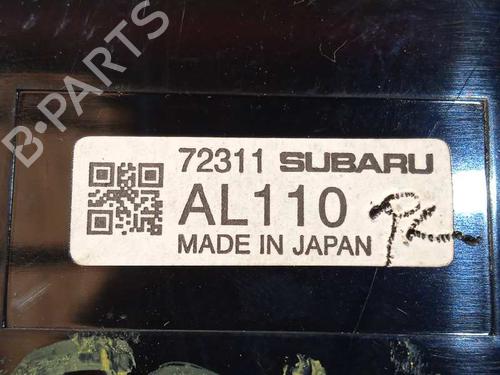 B-PARTS
72311 SUBARU
AL110
MADE IN JAPAN